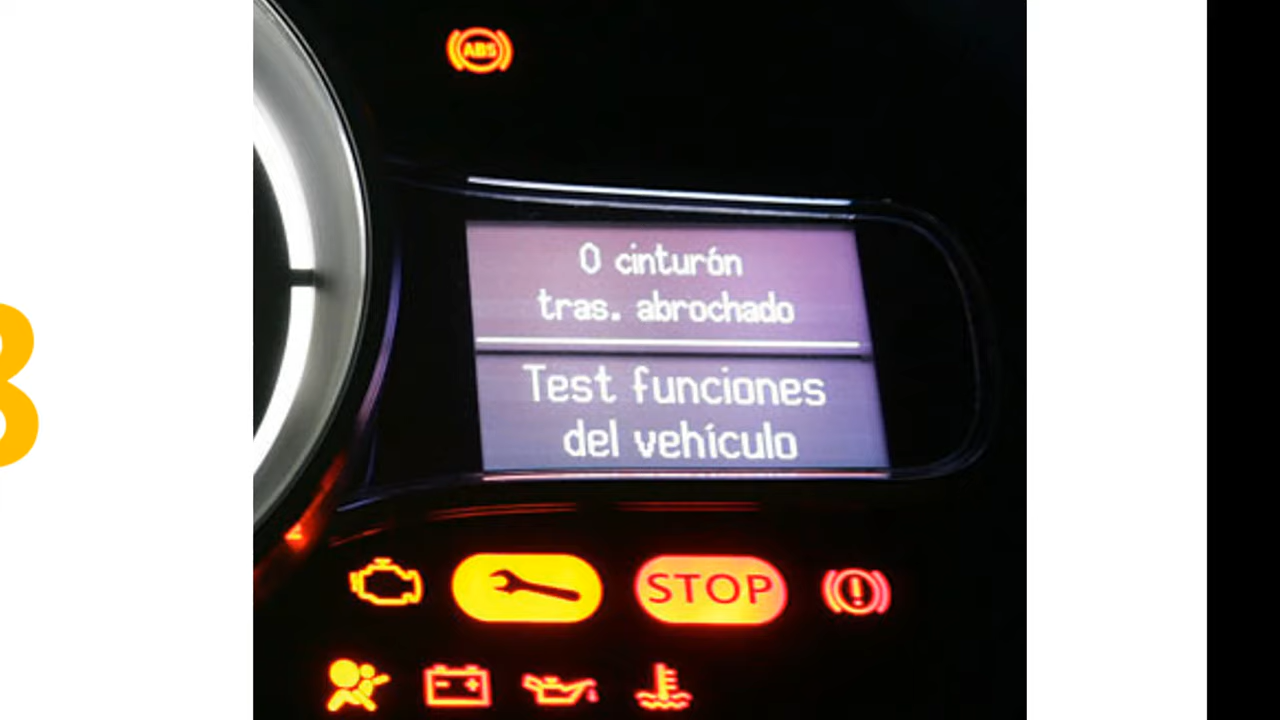 ABS
0 cinturón
tras. abrochado
Test funciones
del vehículo
STOP